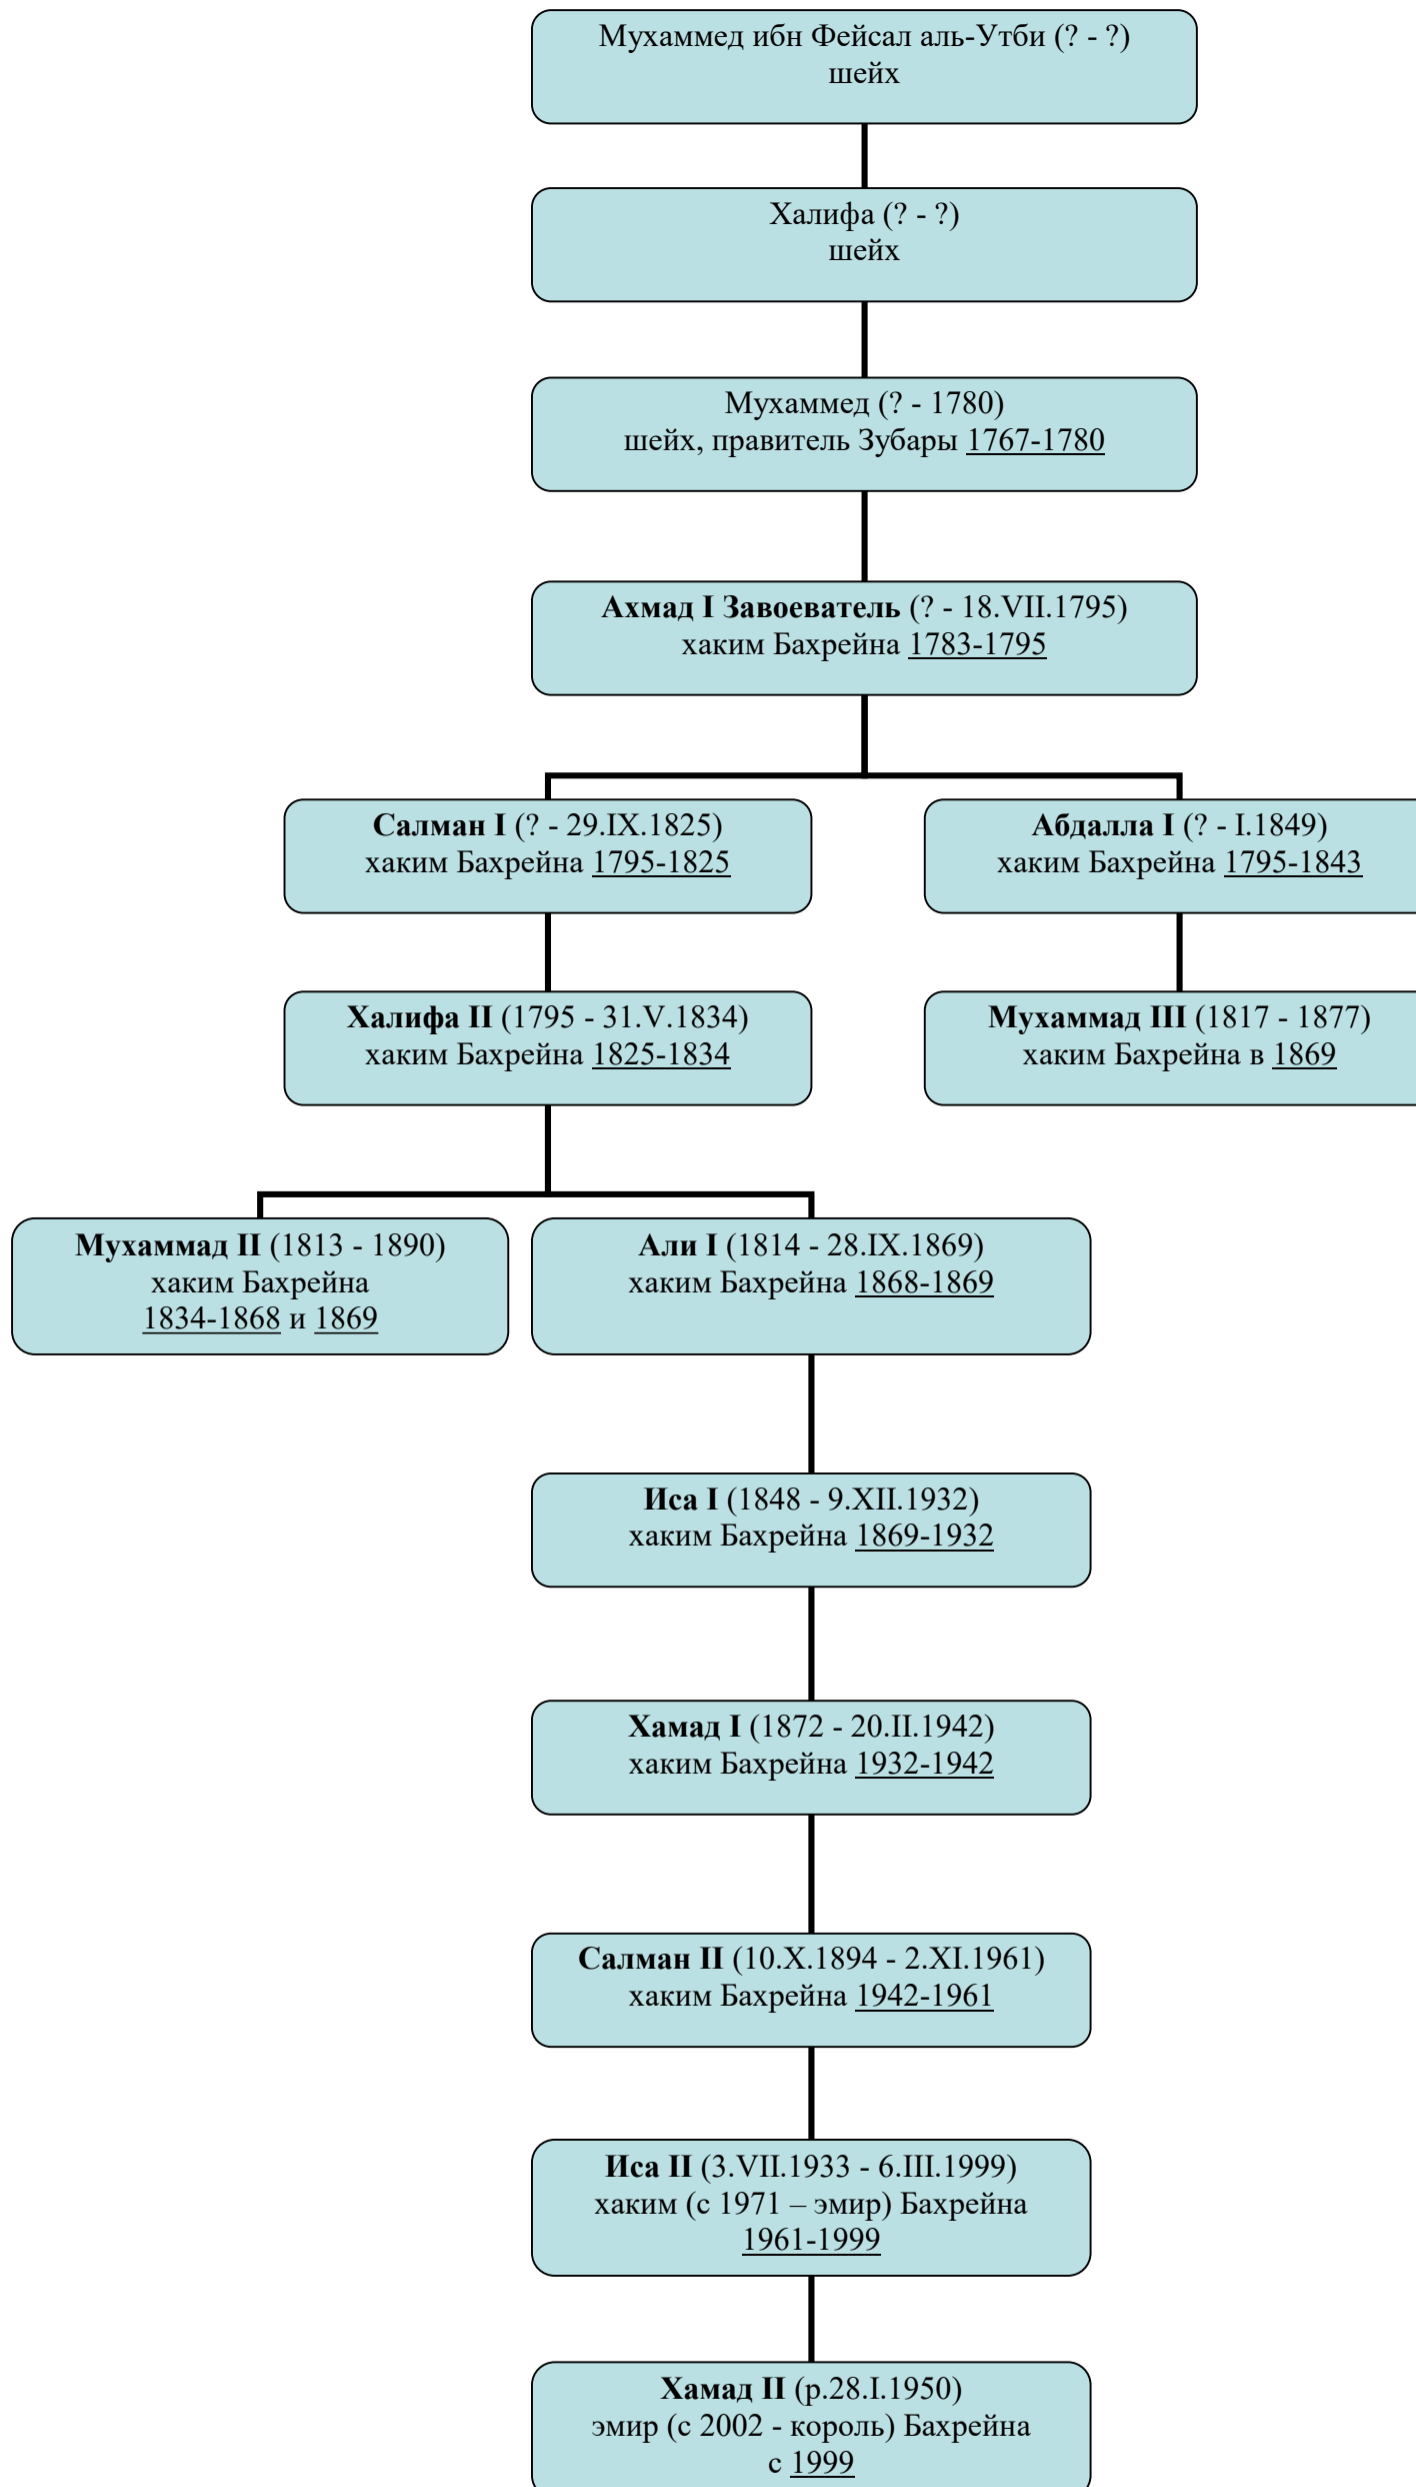 Мухаммед ибн Фейсал аль-Утби (? - ?)
шейх
Халифа (? - ?)
шейх
Мухаммед (? - 1780)
шейх, правитель Зубары 1767-1780
Ахмад I Завоеватель (? - 18.VII.1795)
хаким Бахрейна 1783-1795
Салман I (? - 29.IX.1825)
хаким Бахрейна 1795-1825
Абдалла I (? - I.1849)
хаким Бахрейна 1795-1843
Халифа II (1795 - 31.V.1834)
хаким Бахрейна 1825-1834
Мухаммад III (1817 - 1877)
хаким Бахрейна в 1869
Мухаммад II (1813 - 1890)
хаким Бахрейна
1834-1868 и 1869
Али I (1814 - 28.IX.1869)
хаким Бахрейна 1868-1869
Иса I (1848 - 9.XII.1932)
хаким Бахрейна 1869-1932
Хамад I (1872 - 20.II.1942)
хаким Бахрейна 1932-1942
Салман II (10.X.1894 - 2.XI.1961)
хаким Бахрейна 1942-1961
Иса II (3.VII.1933 - 6.III.1999)
хаким (с 1971 – эмир) Бахрейна
1961-1999
Хамад II (р.28.I.1950)
эмир (с 2002 - король) Бахрейна
с 1999